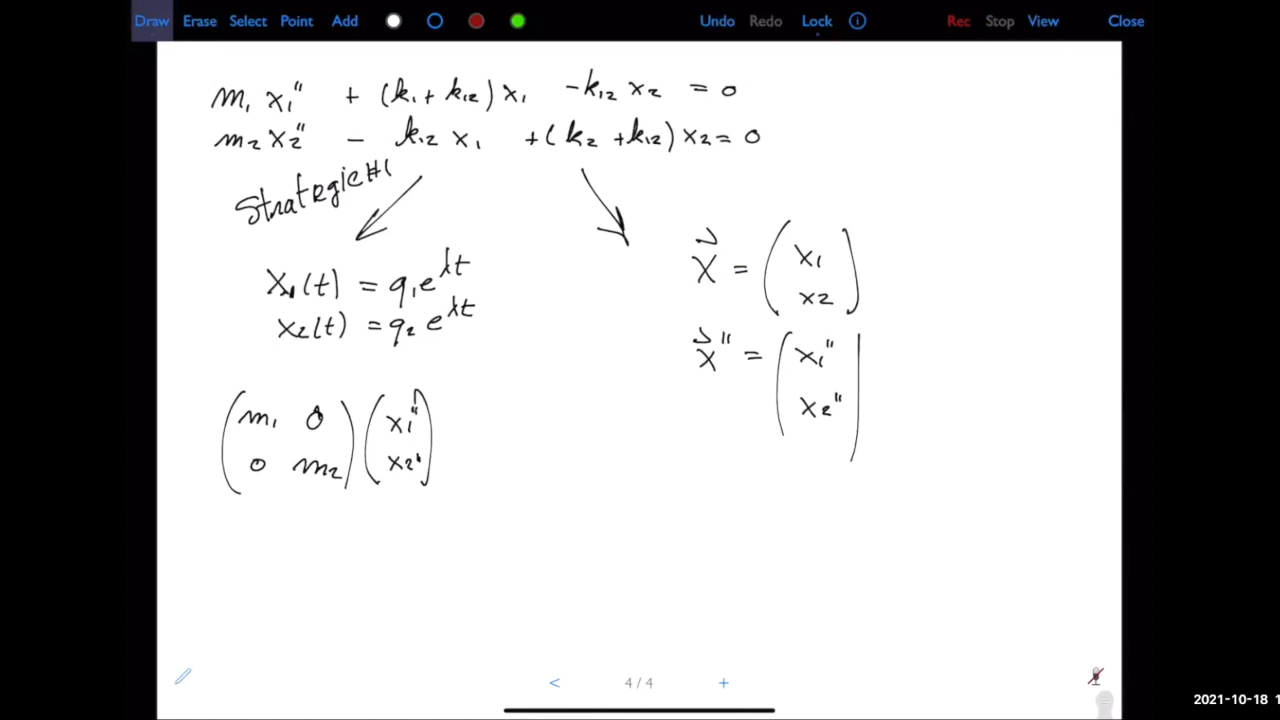 Draw Erase Select Point Add Undo Redo Lock Rec Stop View Close
m₁ x₁" + (k₁ + k₁₂) x₁ - k₁₂ x₂ = 0
m₂ x₂" - k₁₂ x₁ + (k₂ + k₁₂) x₂ = 0
Strategie #1
x₁(t) = q₁ e^λt
x₂(t) = q₂ e^λt
x⃗ = ( x₁
x₂ )
x⃗" = ( x₁"
x₂" |
( m₁ 0 ) ( x₁" )
( 0 m₂ ) ( x₂" )
< 4 / 4 +
2021-10-18 1